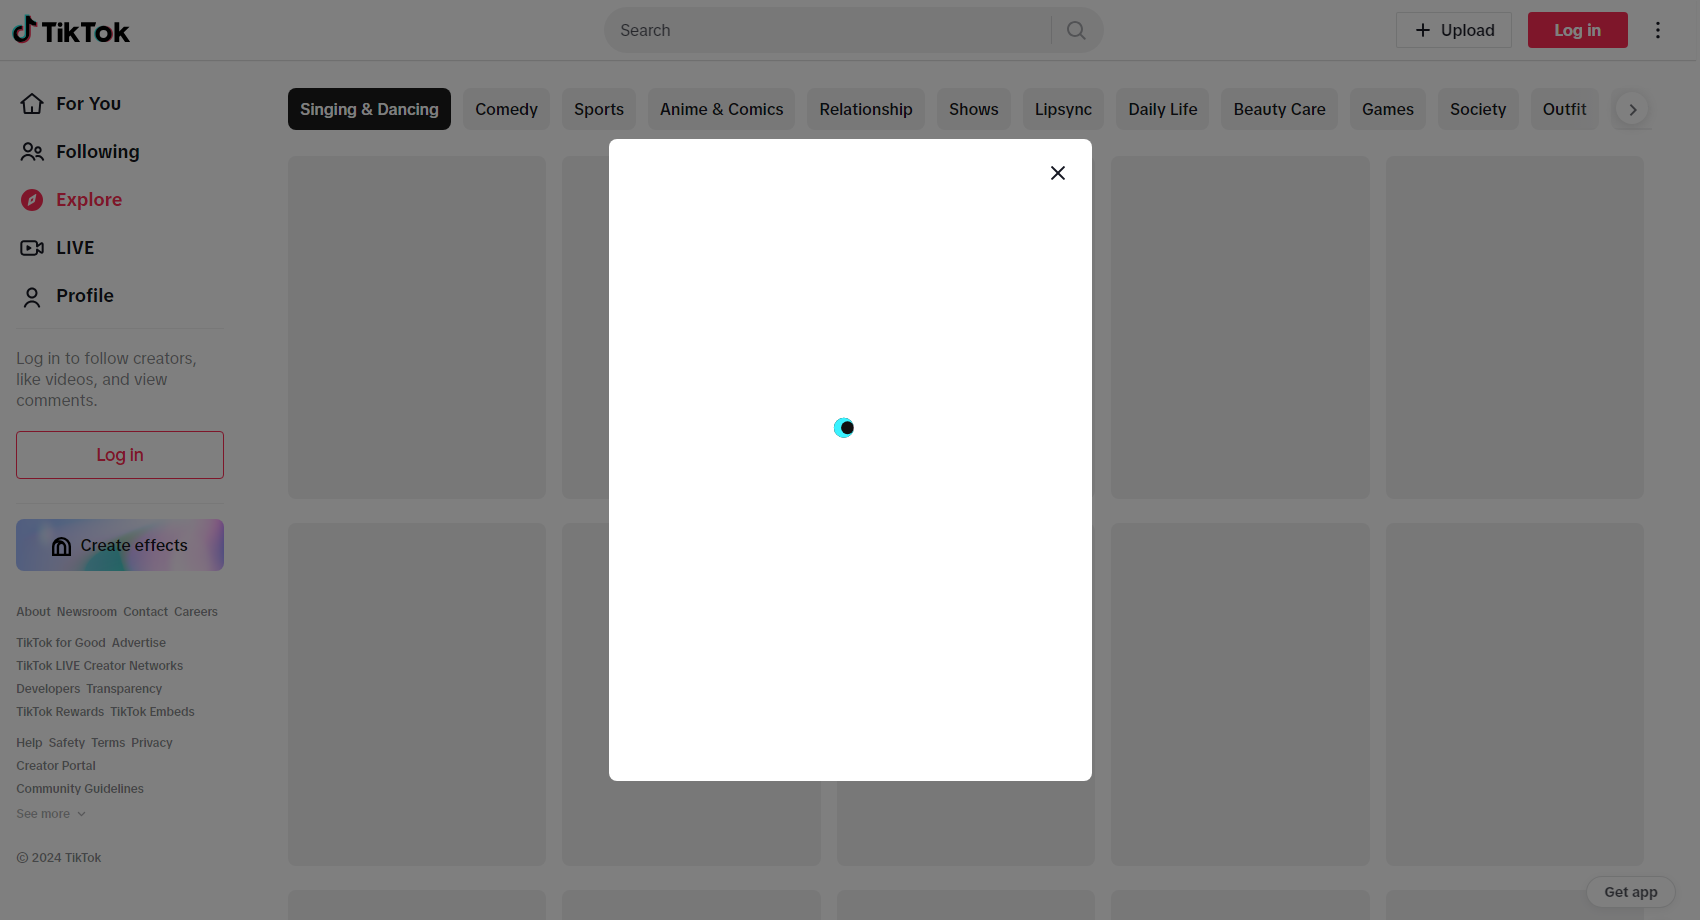 TikTok
Search
Upload
Log in
For You
Following
Explore
LIVE
Profile
Log in to follow creators,
like videos, and view
comments.
Log in
Create effects
About Newsroom Contact Careers
TikTok for Good Advertise
TikTok LIVE Creator Networks
Developers Transparency
TikTok Rewards TikTok Embeds
Help Safety Terms Privacy
Creator Portal
Community Guidelines
See more
© 2024 TikTok
Singing & Dancing Comedy Sports Anime & Comics Relationship Shows Lipsync Daily Life Beauty Care Games Society Outfit
Get app